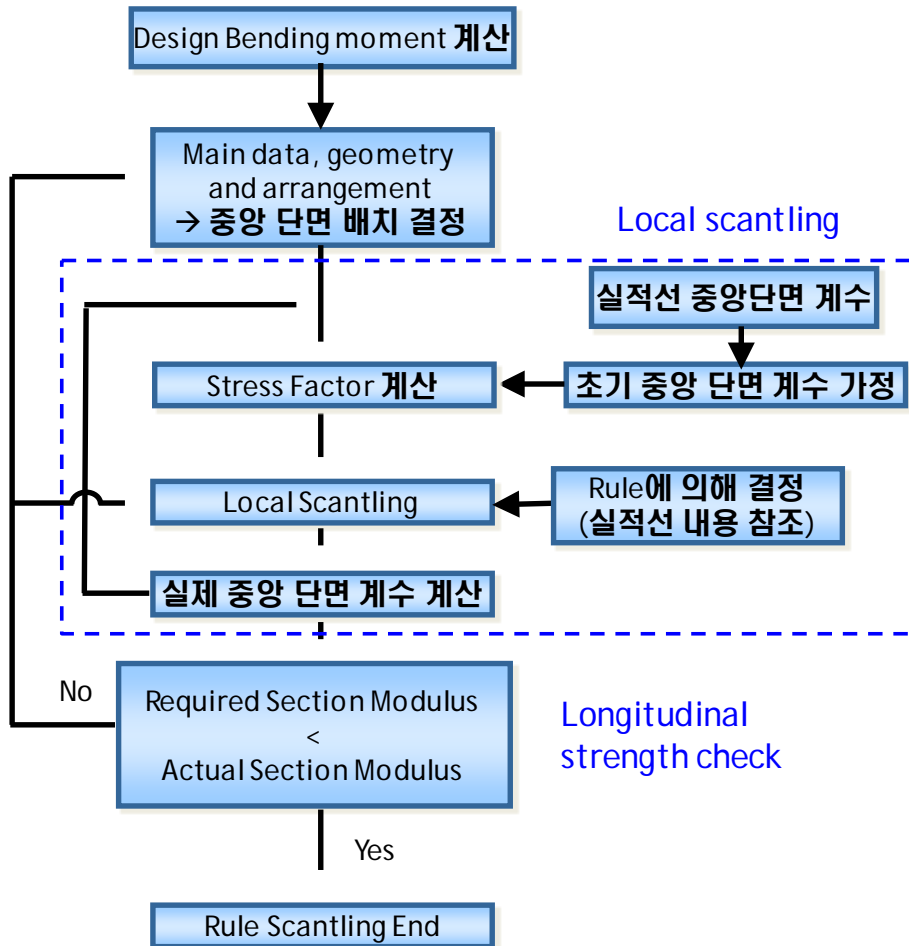 Design Bending moment 계산
Main data, geometry
and arrangement
→ 중앙 단면 배치 결정
Local scantling
실적선 중앙단면 계수
Stress Factor 계산
초기 중앙 단면 계수 가정
Local Scantling
Rule에 의해 결정
(실적선 내용 참조)
실제 중앙 단면 계수 계산
No
Required Section Modulus
<
Actual Section Modulus
Longitudinal
strength check
Yes
Rule Scantling End